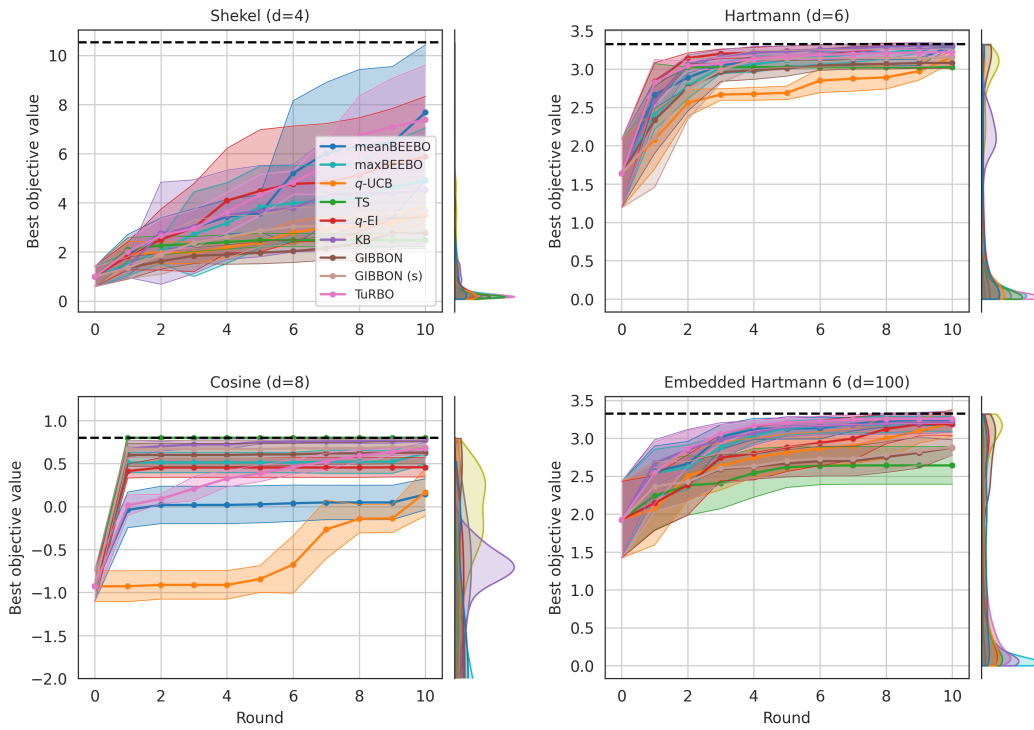 Shekel (d=4)
Best objective value
10
8
6
4
2
0
0 2 4 6 8 10
meanBEEBO
maxBEEBO
q-UCB
TS
q-EI
KB
GIBBON
GIBBON (s)
TuRBO
Hartmann (d=6)
Best objective value
3.5
3.0
2.5
2.0
1.5
1.0
0.5
0.0
0 2 4 6 8 10
Cosine (d=8)
Best objective value
1.0
0.5
0.0
−0.5
−1.0
−1.5
−2.0
0 2 4 6 8 10
Round
Embedded Hartmann 6 (d=100)
Best objective value
3.5
3.0
2.5
2.0
1.5
1.0
0.5
0.0
0 2 4 6 8 10
Round